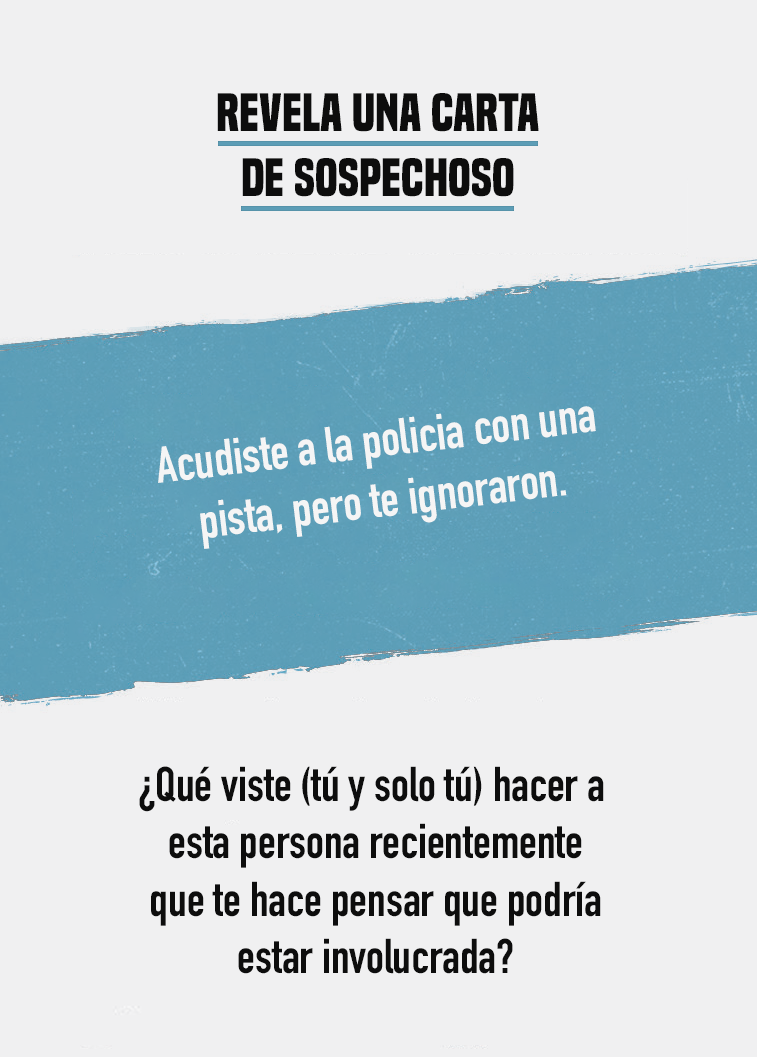 REVELA UNA CARTA
DE SOSPECHOSO
Acudiste a la policia con una
pista, pero te ignoraron.
¿Qué viste (tú y solo tú) hacer a
esta persona recientemente
que te hace pensar que podría
estar involucrada?